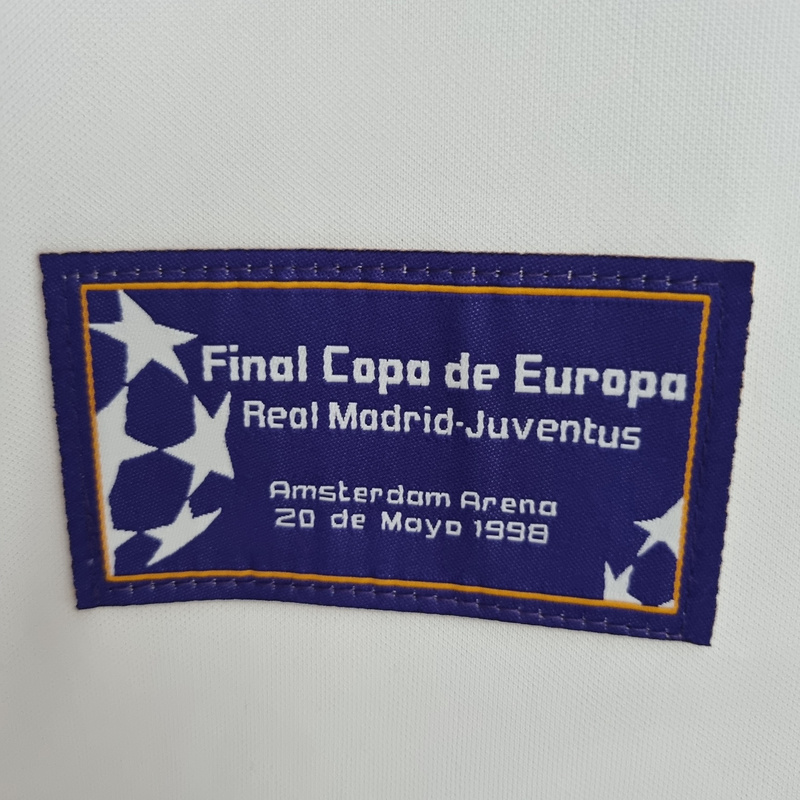 Final Copa de Europa
Real Madrid-Juventus
Amsterdam Arena
20 de Mayo 1998